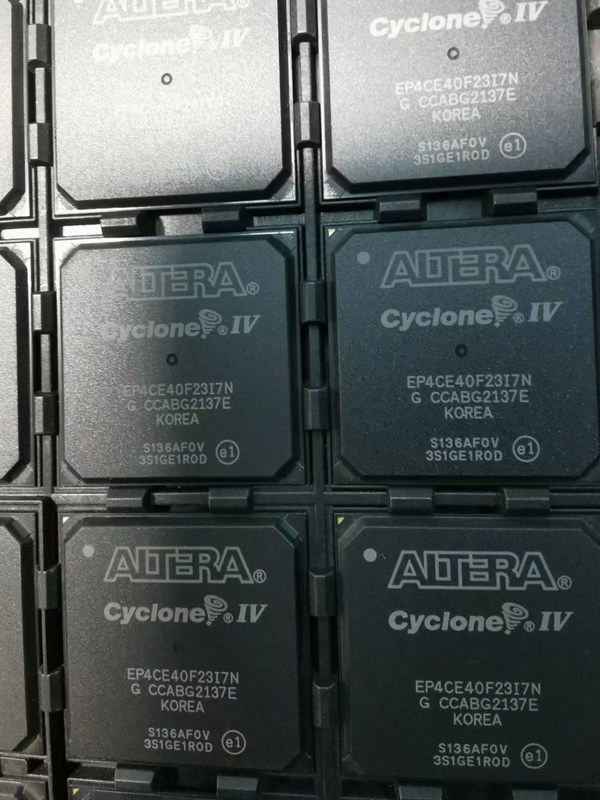 ALTERA®
Cyclone® IV
Cyclone® IV
EP4CE40F23I7N
G CCABG2137E
KOREA
S136AF0V
3S1GE1R0D e1
ALTERA®
Cyclone® IV
EP4CE40F23I7N
G CCABG2137E
KOREA
S136AF0V
3S1GE1R0D e1
ALTERA®
Cyclone® IV
EP4CE40F23I7N
G CCABG2137E
KOREA
S136AF0V
3S1GE1R0D e1
ALTERA®
Cyclone® IV
EP4CE40F23I7N
G CCABG2137E
KOREA
S136AF0V
3S1GE1R0D e1
ALTERA®
Cyclone® IV
EP4CE40F23I7N
G CCABG2137E
KOREA
S136AF0V
3S1GE1R0D e1